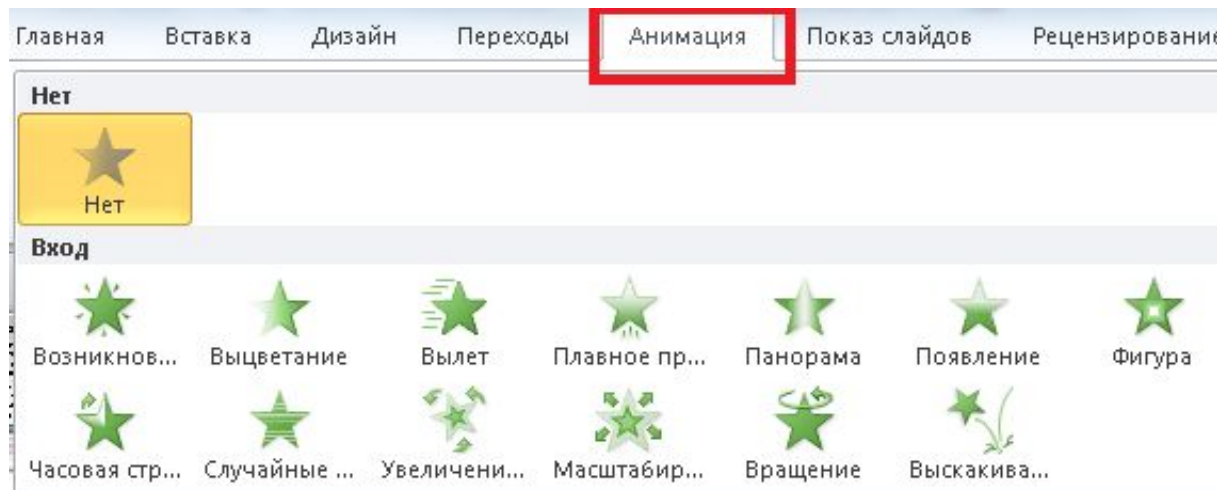 Главная Вставка Дизайн Переходы Анимация Показ слайдов Рецензирование
Нет
Нет
Вход
Возникнов... Выцветание Вылет Плавное пр... Панорама Появление Фигура
Часовая стр... Случайные ... Увеличени... Масштабир... Вращение Выскакива...